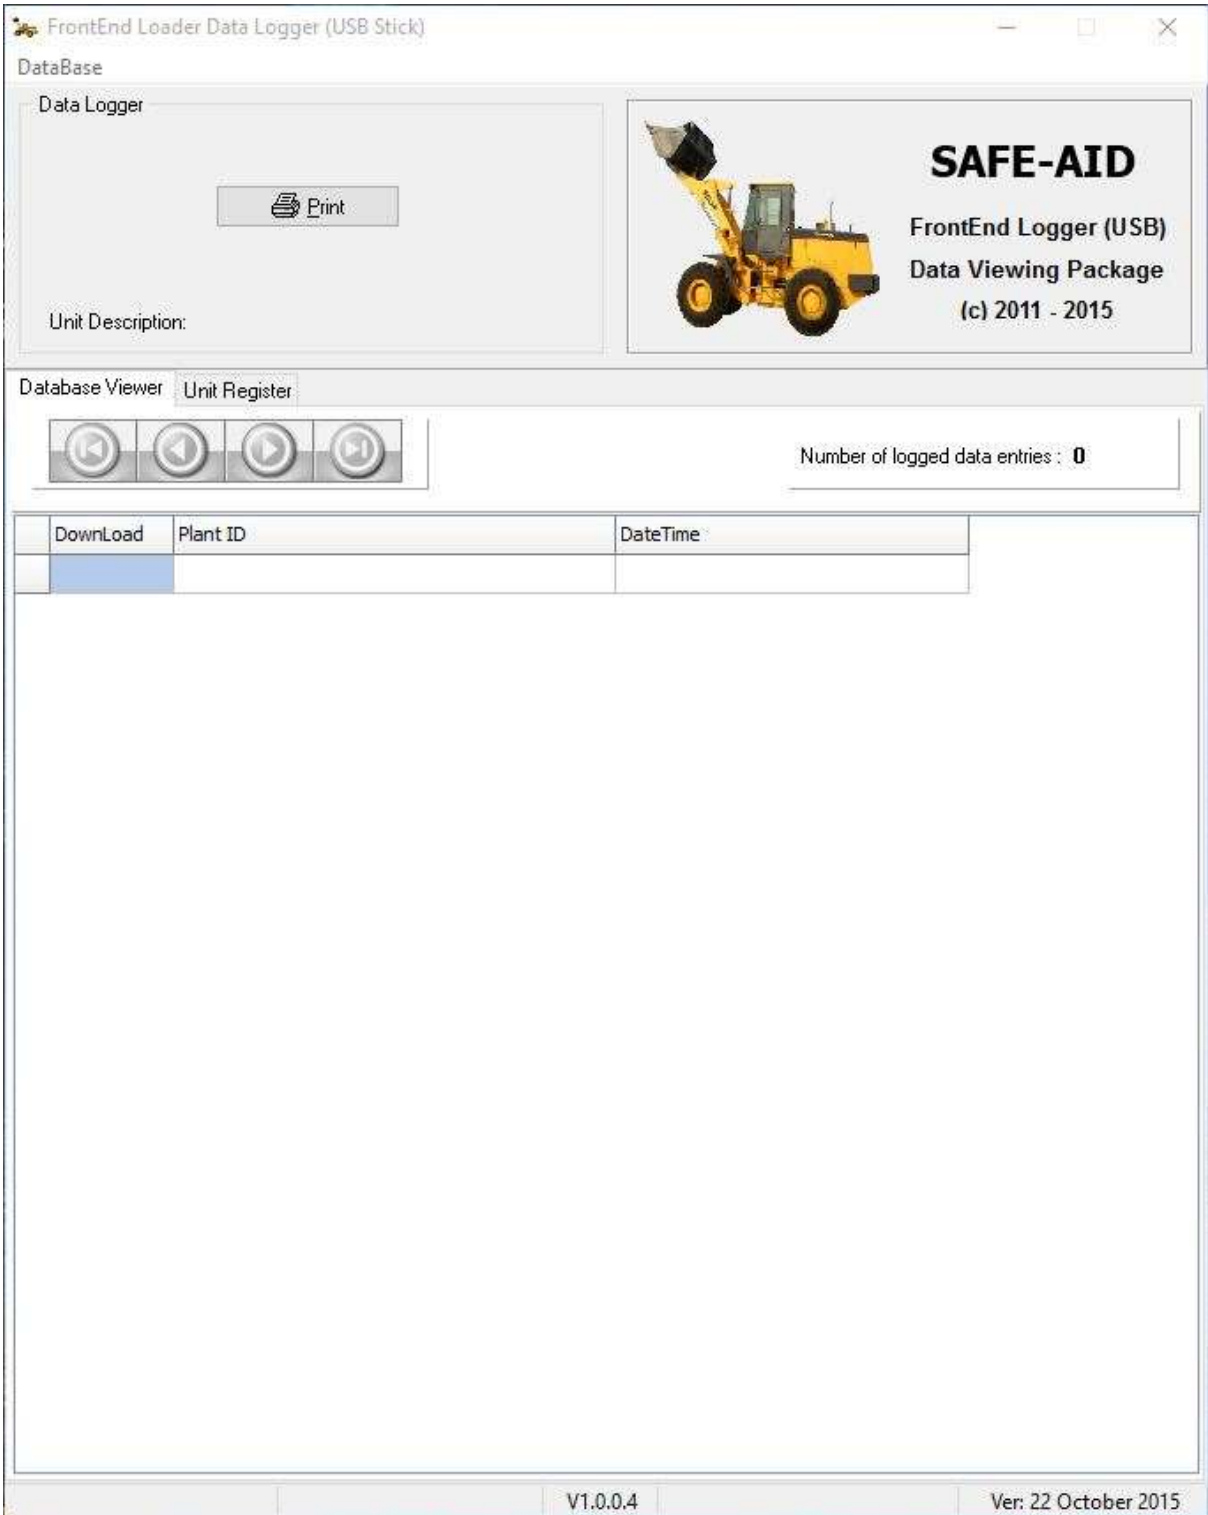 FrontEnd Loader Data Logger (USB Stick)
DataBase
Data Logger
Print
Unit Description:
SAFE-AID
FrontEnd Logger (USB)
Data Viewing Package
(c) 2011 - 2015
Database Viewer Unit Register
Number of logged data entries : 0
DownLoad Plant ID DateTime
V1.0.0.4 Ver: 22 October 2015